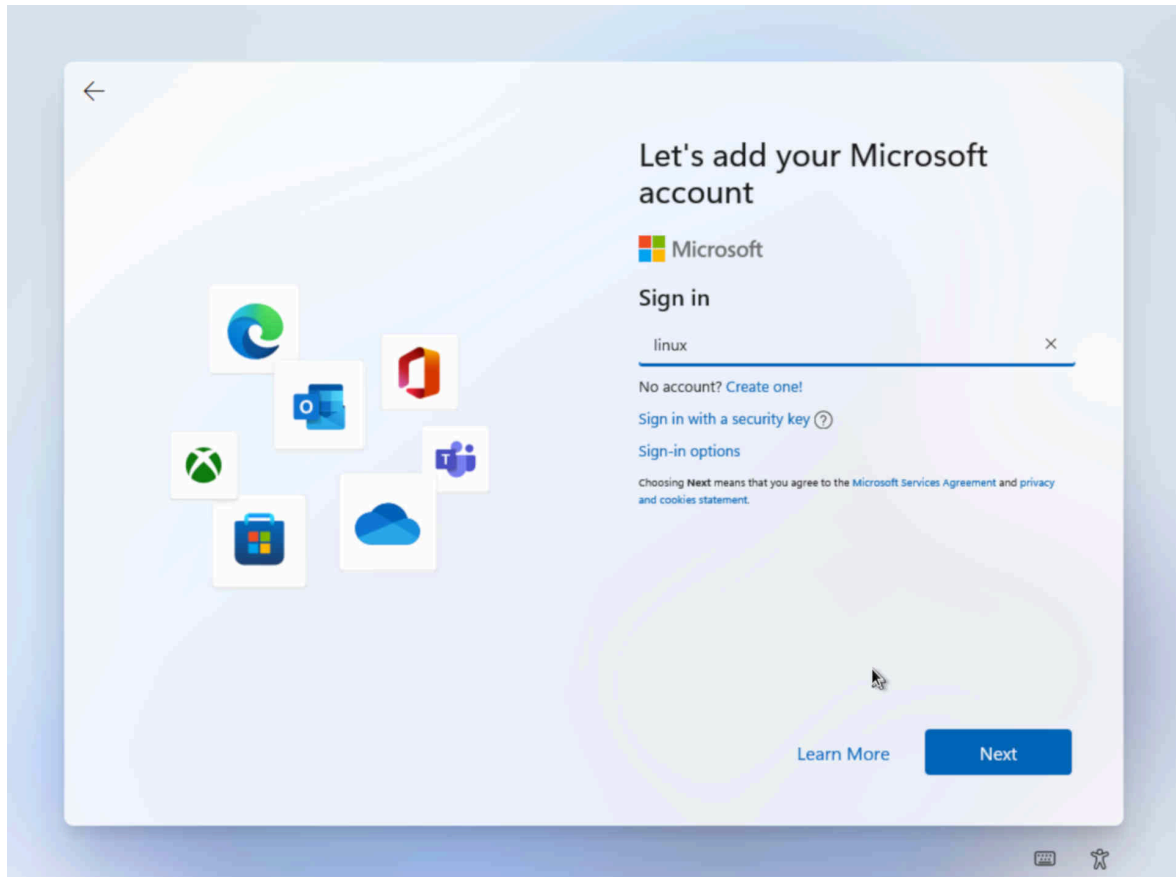 Let's add your Microsoft
account
Microsoft
Sign in
linux
No account? Create one!
Sign in with a security key
Sign-in options
Choosing Next means that you agree to the Microsoft Services Agreement and privacy
and cookies statement.
Learn More
Next